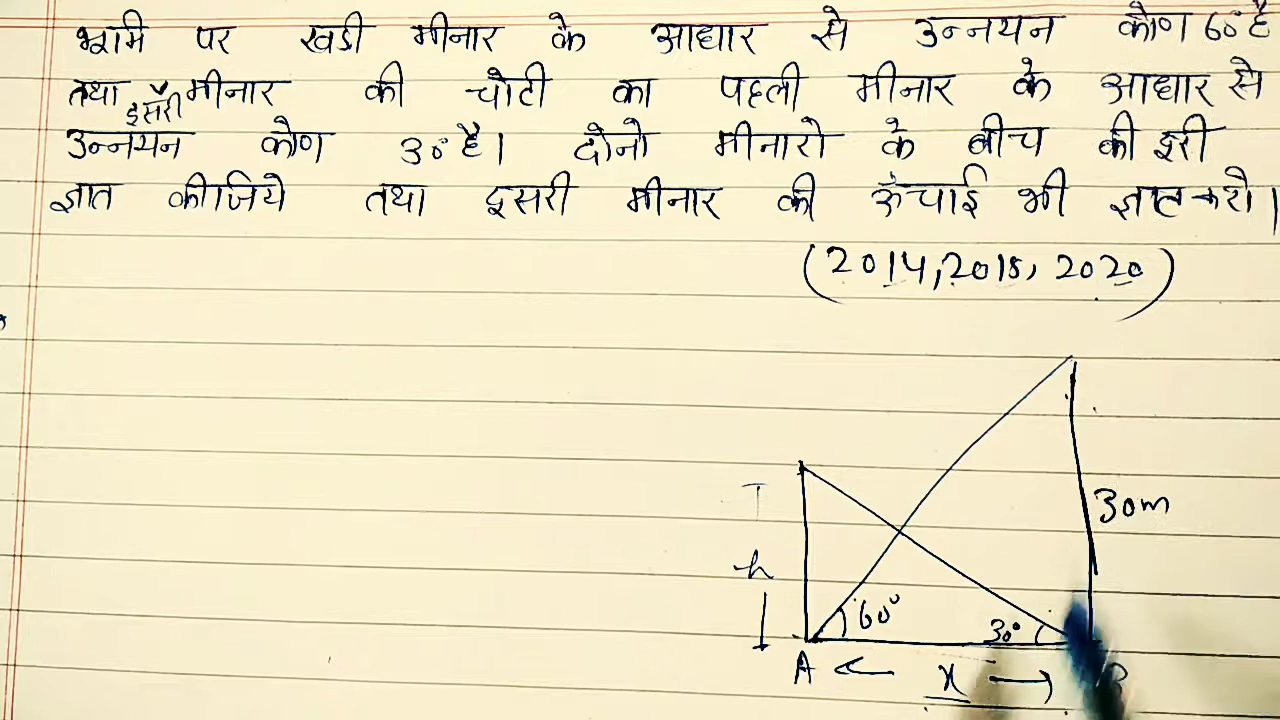 भूमि पर खडी मीनार के आधार से उन्नयन कोण 60° है
तथा दूसरी मीनार की चोटी का पहली मीनार के आधार से
उन्नयन कोण 30° है। दोनो मीनारो के बीच की दूरी
ज्ञात कीजिये तथा दूसरी मीनार की ऊँचाई भी ज्ञात करो।
(2014, 2018, 2020)
30m
h
60° 30°
A x